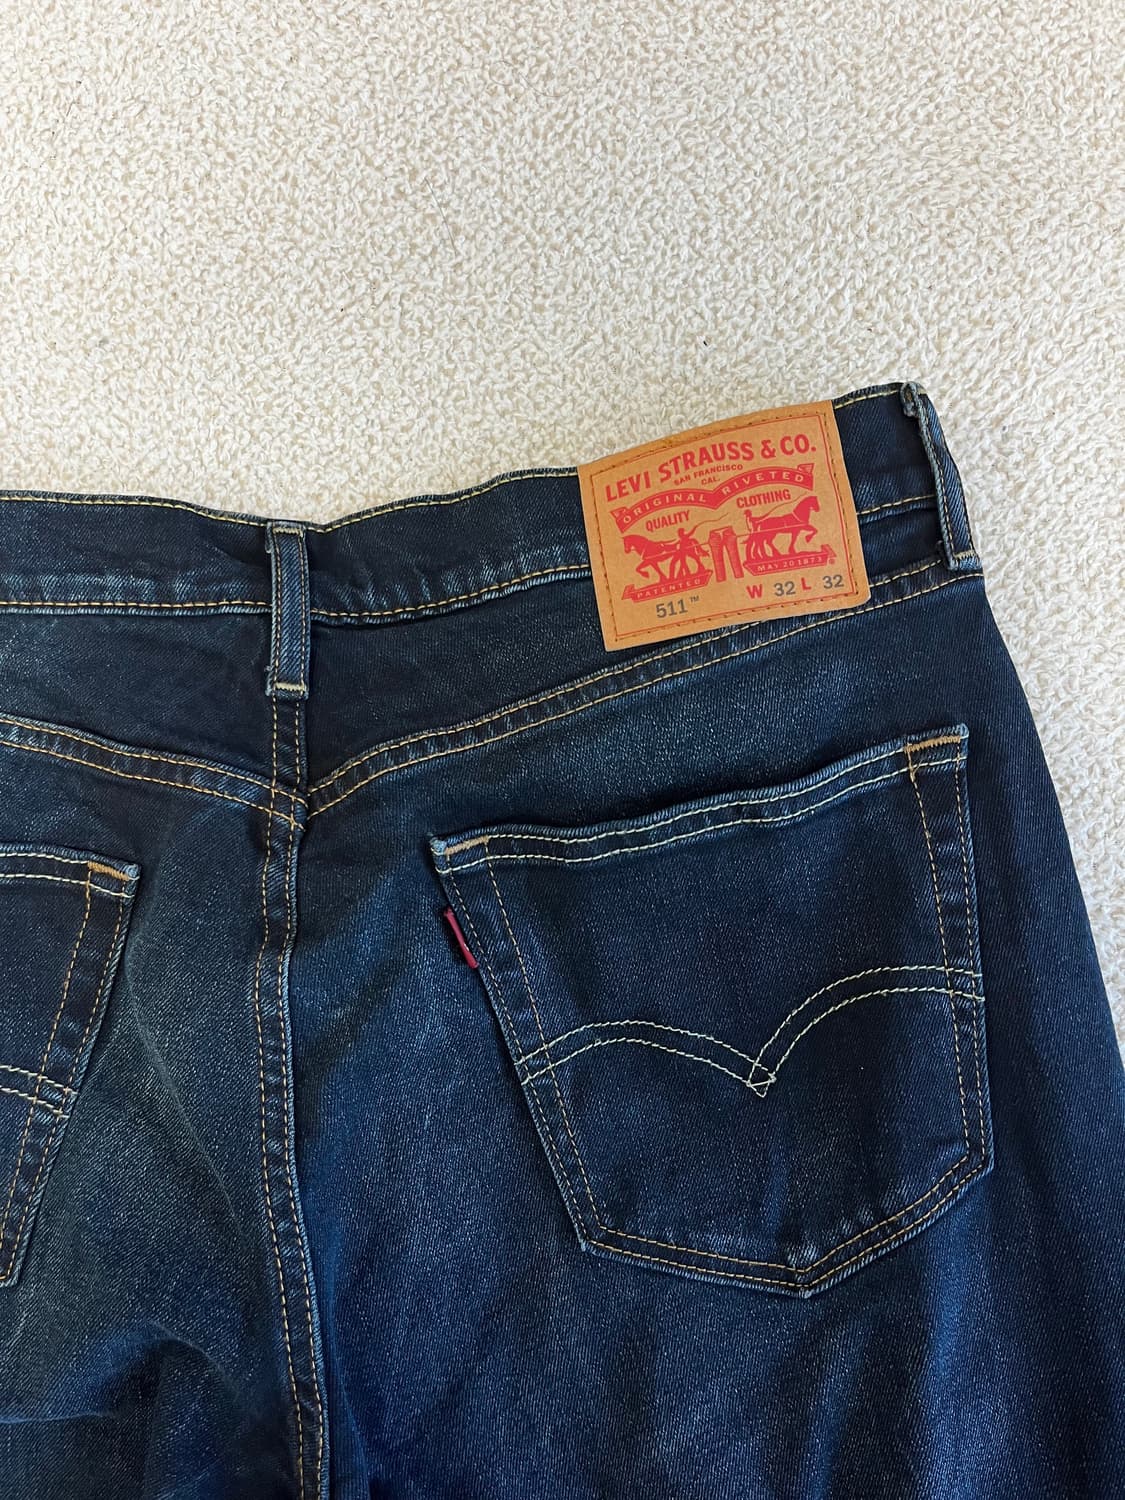 LEVI STRAUSS & CO.
SAN FRANCISCO
CAL.
ORIGINAL RIVETED
QUALITY CLOTHING
PATENTED MAY 20 1873 ®
511™ W 32 L 32